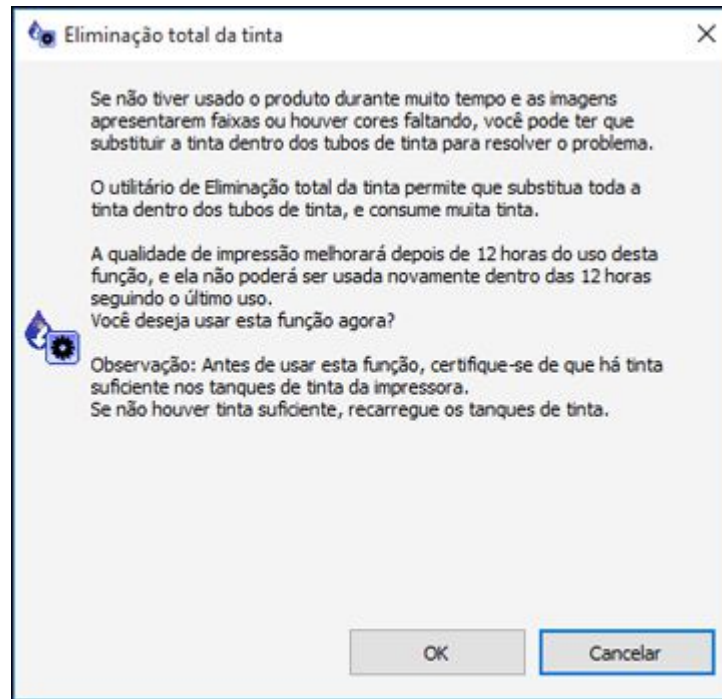 Eliminação total da tinta
Se não tiver usado o produto durante muito tempo e as imagens
apresentarem faixas ou houver cores faltando, você pode ter que
substituir a tinta dentro dos tubos de tinta para resolver o problema.
O utilitário de Eliminação total da tinta permite que substitua toda a
tinta dentro dos tubos de tinta, e consume muita tinta.
A qualidade de impressão melhorará depois de 12 horas do uso desta
função, e ela não poderá ser usada novamente dentro das 12 horas
seguindo o último uso.
Você deseja usar esta função agora?
Observação: Antes de usar esta função, certifique-se de que há tinta
suficiente nos tanques de tinta da impressora.
Se não houver tinta suficiente, recarregue os tanques de tinta.
OK
Cancelar